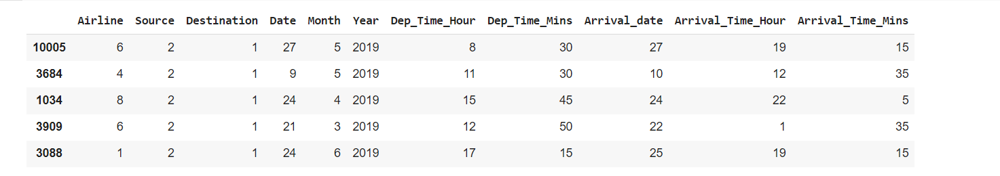 Airline Source Destination Date Month Year Dep_Time_Hour Dep_Time_Mins Arrival_date Arrival_Time_Hour Arrival_Time_Mins
10005 6 2 1 27 5 2019 8 30 27 19 15
3684 4 2 1 9 5 2019 11 30 10 12 35
1034 8 2 1 24 4 2019 15 45 24 22 5
3909 6 2 1 21 3 2019 12 50 22 1 35
3088 1 2 1 24 6 2019 17 15 25 19 15